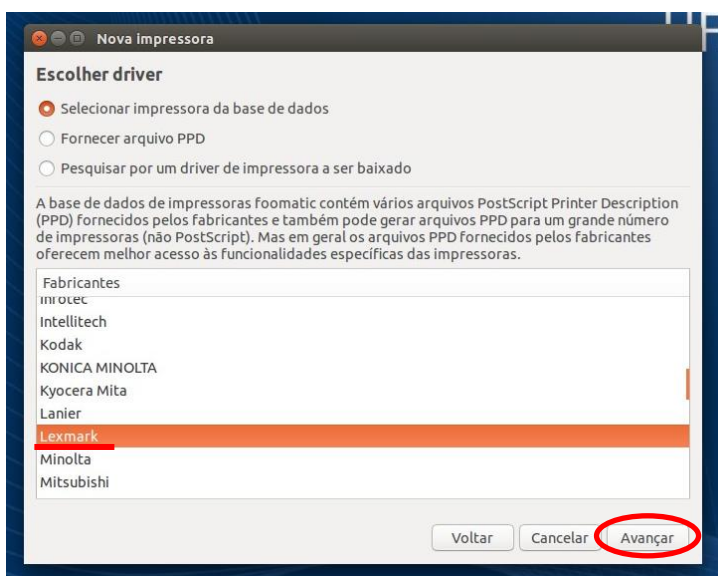 Nova impressora
Escolher driver
Selecionar impressora da base de dados
Fornecer arquivo PPD
Pesquisar por um driver de impressora a ser baixado
A base de dados de impressoras foomatic contém vários arquivos PostScript Printer Description
(PPD) fornecidos pelos fabricantes e também pode gerar arquivos PPD para um grande número
de impressoras (não PostScript). Mas em geral os arquivos PPD fornecidos pelos fabricantes
oferecem melhor acesso às funcionalidades específicas das impressoras.
Fabricantes
Infotec
Intellitech
Kodak
KONICA MINOLTA
Kyocera Mita
Lanier
Lexmark
Minolta
Mitsubishi
Voltar Cancelar Avançar